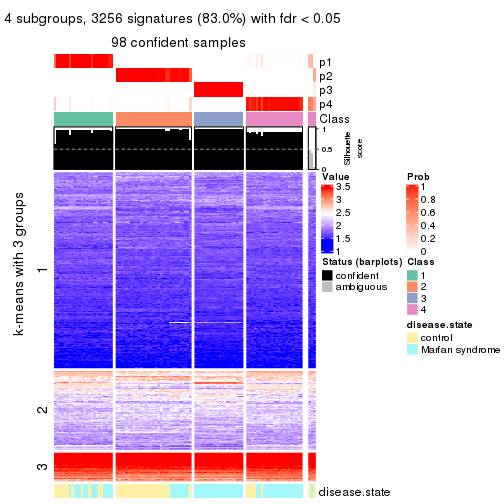 4 subgroups, 3256 signatures (83.0%) with fdr < 0.05
98 confident samples
p1
p2
p3
p4
Class
1
0.5
0
Silhouette
score
k-means with 3 groups
1
2
3
Value
3.5
3
2.5
2
1.5
1
Prob
1
0.8
0.6
0.4
0.2
0
Status (barplots)
confident
ambiguous
Class
1
2
3
4
disease.state
control
Marfan syndrome
disease.state